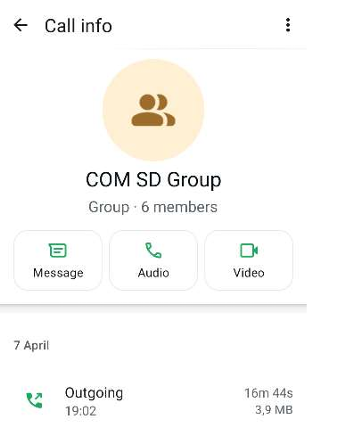 Call info
COM SD Group
Group · 6 members
Message Audio Video
7 April
Outgoing 16m 44s
19:02 3,9 MB